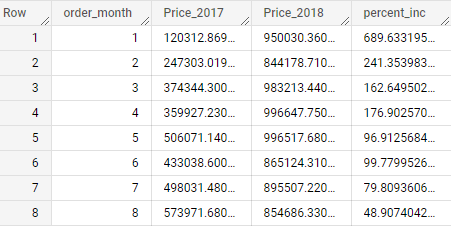 Row order_month Price_2017 Price_2018 percent_inc
1 1 120312.869... 950030.360... 689.633195...
2 2 247303.019... 844178.710... 241.353983...
3 3 374344.300... 983213.440... 162.649502...
4 4 359927.230... 996647.750... 176.902570...
5 5 506071.140... 996517.680... 96.9125684...
6 6 433038.600... 865124.310... 99.7799526...
7 7 498031.480... 895507.220... 79.8093606...
8 8 573971.680... 854686.330... 48.9074042...